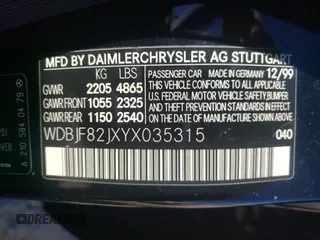 MFD BY DAIMLERCHRYSLER AG STUTTGART
KG LBS
PASSENGER CAR MADE IN GERMANY 12/99
GVWR 2205 4865
GAWR FRONT 1055 2325
GAWR REAR 1150 2540
THIS VEHICLE CONFORMS TO ALL APPLICABLE U.S.
FEDERAL MOTOR VEHICLE SAFETY, BUMPER
AND THEFT PREVENTION STANDARDS IN EFFECT ON
THE DATE OF MANUFACTURE SHOWN ABOVE
WDBJF82JXYX035315 040
A 210 584 04 79